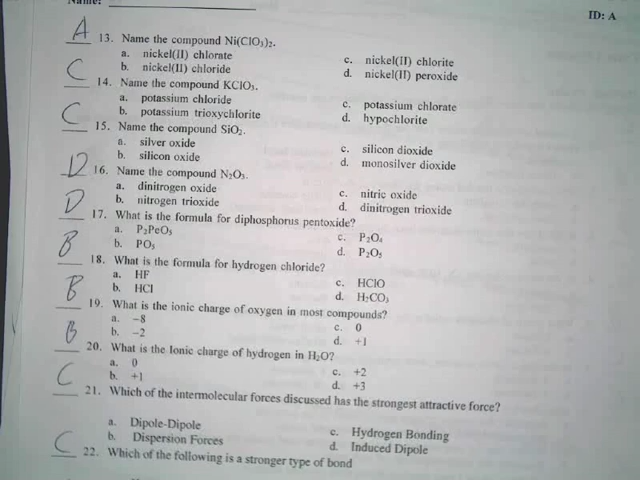 Name:
ID: A
A 13. Name the compound Ni(ClO₃)₂.
a. nickel(II) chlorate c. nickel(II) chlorite
b. nickel(II) chloride d. nickel(II) peroxide
C 14. Name the compound KClO₃.
a. potassium chloride c. potassium chlorate
b. potassium trioxychlorite d. hypochlorite
C 15. Name the compound SiO₂.
a. silver oxide c. silicon dioxide
b. silicon oxide d. monosilver dioxide
D 16. Name the compound N₂O₃.
a. dinitrogen oxide c. nitric oxide
b. nitrogen trioxide d. dinitrogen trioxide
D 17. What is the formula for diphosphorus pentoxide?
a. P₂PeO₅ c. P₂O₄
b. PO₅ d. P₂O₅
B 18. What is the formula for hydrogen chloride?
a. HF c. HClO
b. HCl d. H₂CO₃
B 19. What is the ionic charge of oxygen in most compounds?
a. –8 c. 0
b. –2 d. +1
B 20. What is the Ionic charge of hydrogen in H₂O?
a. 0 c. +2
b. +1 d. +3
C 21. Which of the intermolecular forces discussed has the strongest attractive force?
a. Dipole-Dipole c. Hydrogen Bonding
b. Dispersion Forces d. Induced Dipole
C 22. Which of the following is a stronger type of bond